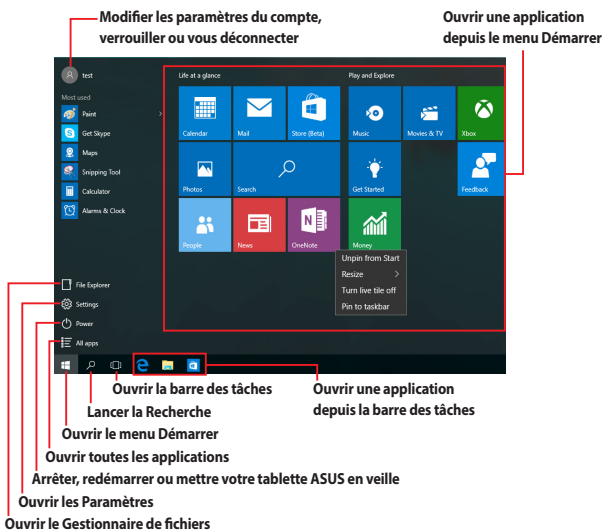 Modifier les paramètres du compte,
verrouiller ou vous déconnecter
Ouvrir une application
depuis le menu Démarrer
test
Most used
Paint
Get Skype
Maps
Snipping Tool
Calculator
Alarms & Clock
File Explorer
Settings
Power
All apps
Life at a glance
Play and Explore
Calendar
Mail
Store (Beta)
Music
Movies & TV
Xbox
Photos
Search
Get Started
Feedback
People
News
OneNote
Money
Unpin from Start
Resize
Turn live tile off
Pin to taskbar
Ouvrir la barre des tâches
Ouvrir une application
depuis la barre des tâches
Lancer la Recherche
Ouvrir le menu Démarrer
Ouvrir toutes les applications
Arrêter, redémarrer ou mettre votre tablette ASUS en veille
Ouvrir les Paramètres
Ouvrir le Gestionnaire de fichiers